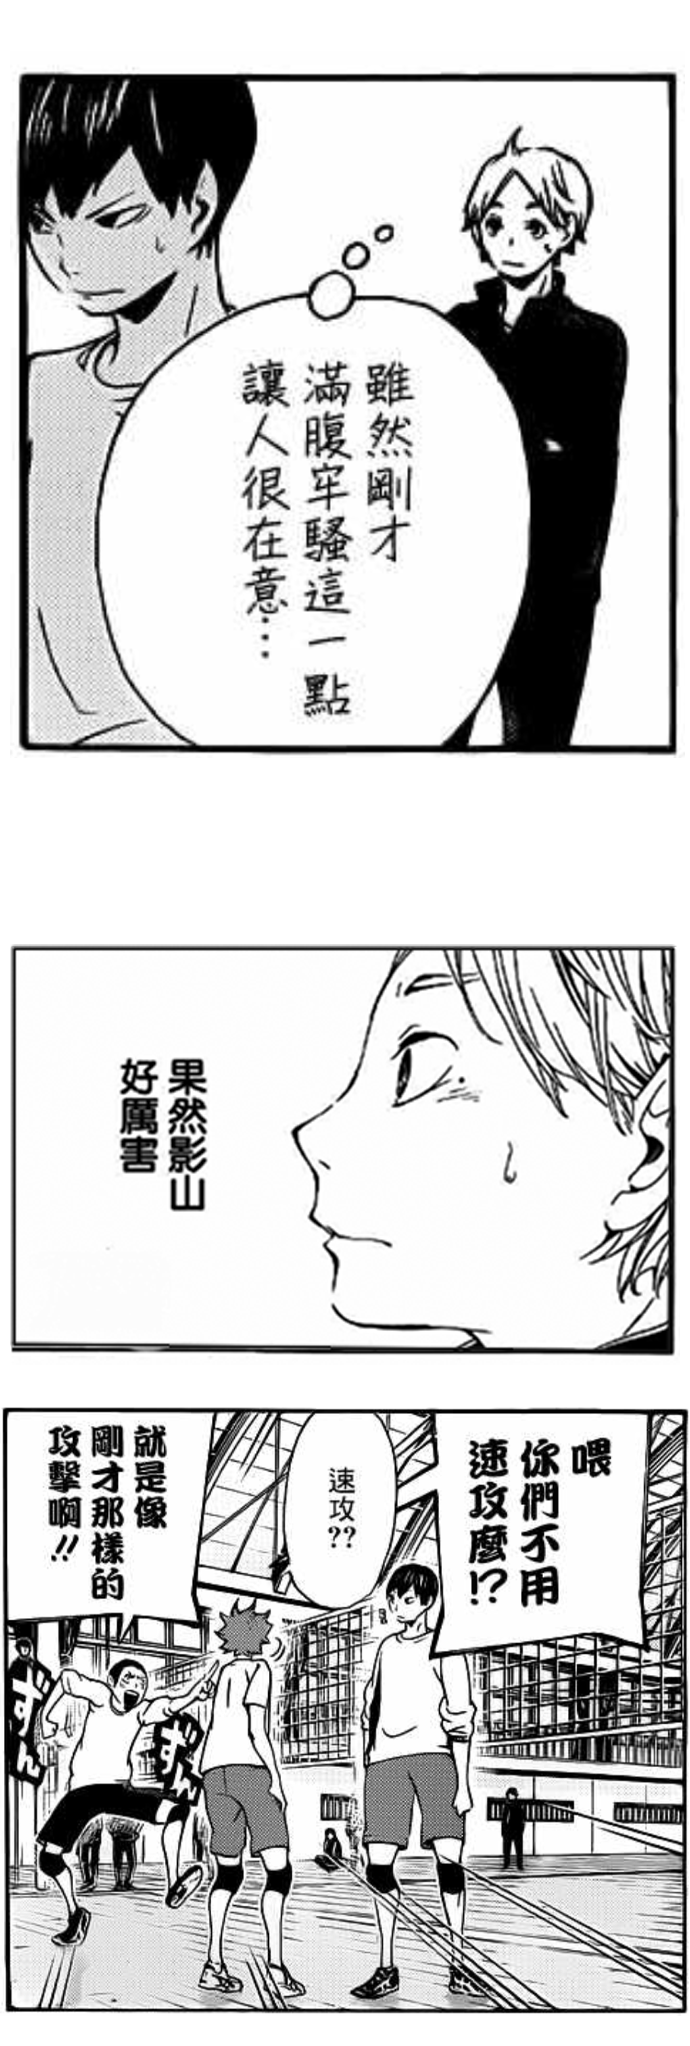 雖然剛才
滿腹牢騷這一點
讓人很在意…
果然影山
好厲害
喂
你們不用
速攻麼!?
速攻??
就是像
剛才那樣的
攻擊啊!!
ずん
ずん